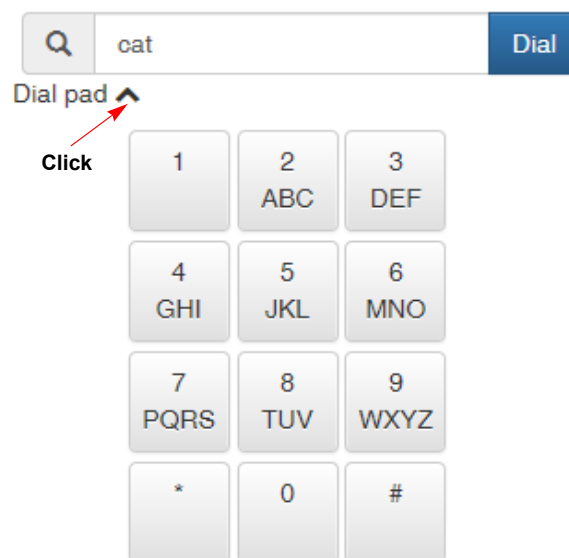 cat Dial
Dial pad
Click
1 2 3
ABC DEF
4 5 6
GHI JKL MNO
7 8 9
PQRS TUV WXYZ
* 0 #